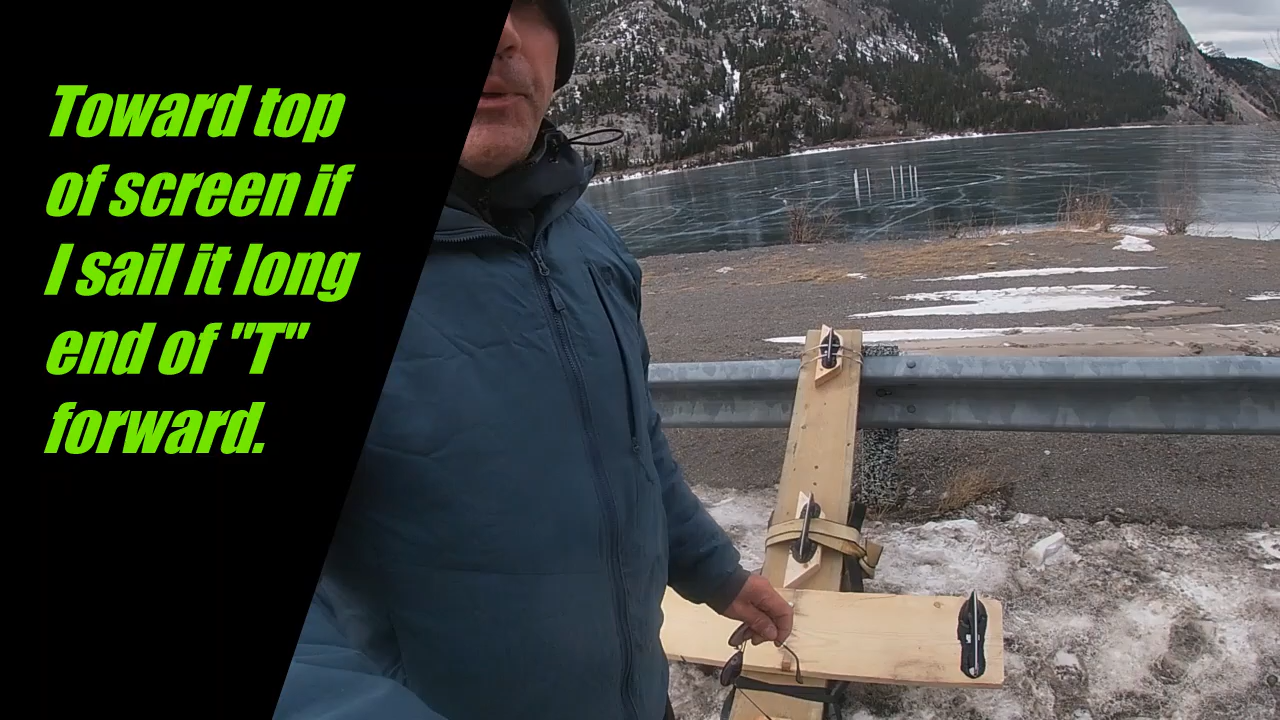 Toward top
of screen if
I sail it long
end of "T"
forward.